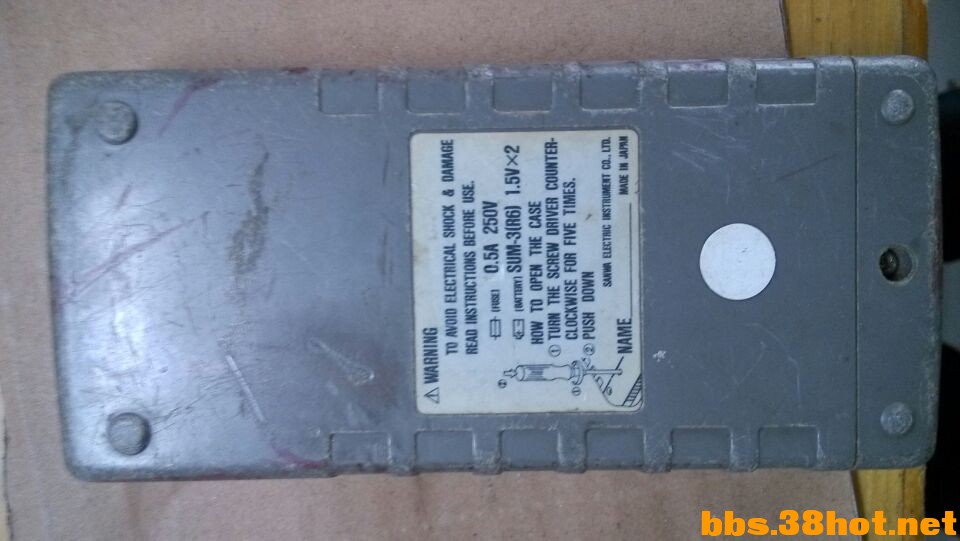 ⚠ WARNING
TO AVOID ELECTRICAL SHOCK & DAMAGE
READ INSTRUCTIONS BEFORE USE.
(FUSE) 0.5A 250V
(BATTERY) SUM-3(R6) 1.5V×2
HOW TO OPEN THE CASE
① TURN THE SCREW DRIVER COUNTER-
CLOCKWISE FOR FIVE TIMES.
② PUSH DOWN
②
①
SANWA ELECTRIC INSTRUMENT CO., LTD.
NAME
MADE IN JAPAN
bbs.38hot.net